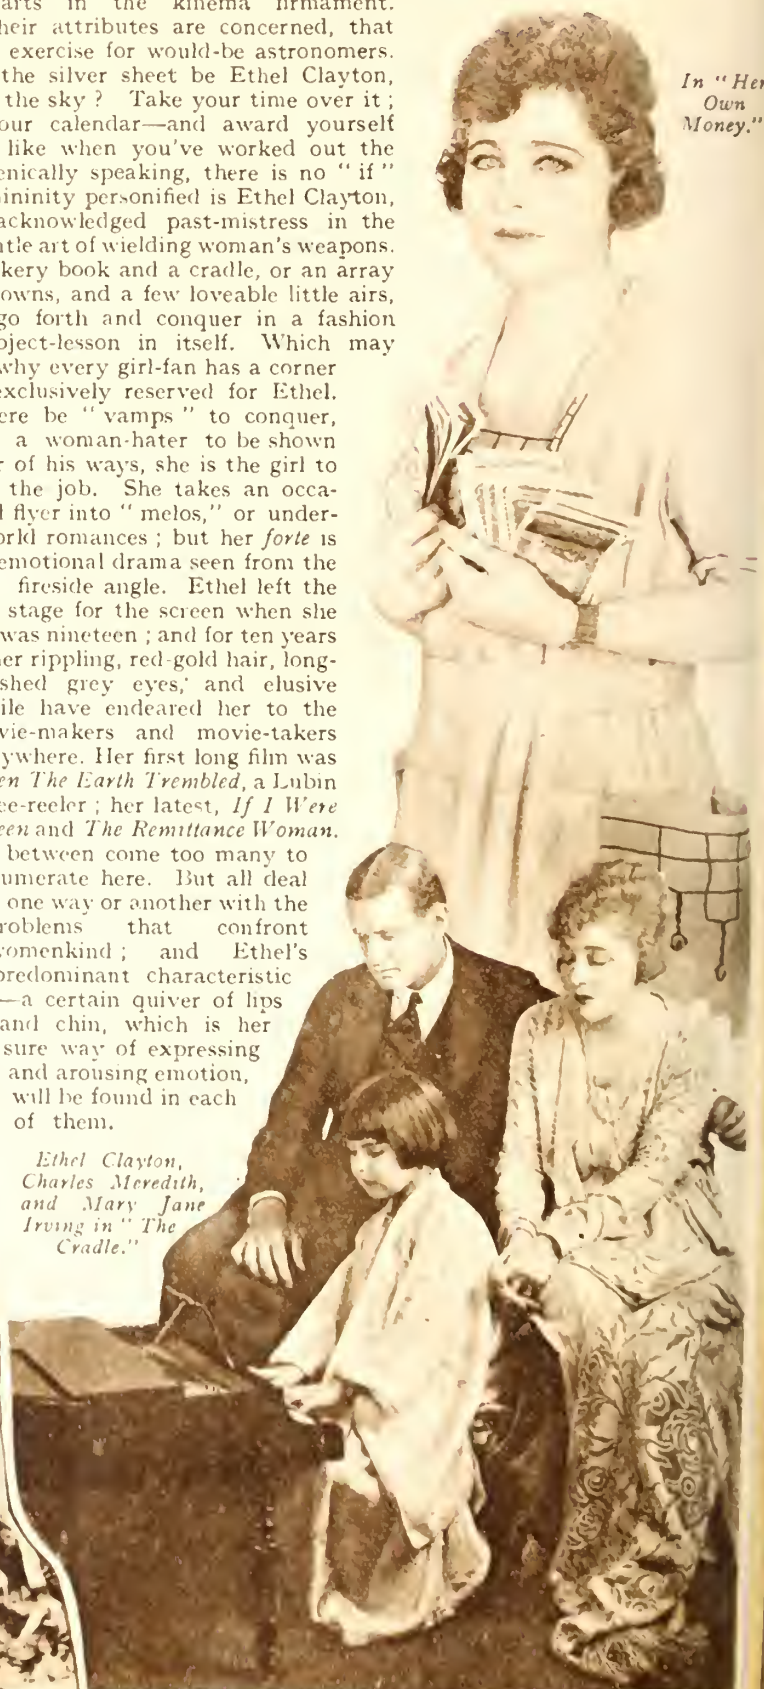 arts in the kinema firmament.
heir attributes are concerned, that
exercise for would-be astronomers.
the silver sheet be Ethel Clayton,
the sky ? Take your time over it ;
our calendar—and award yourself
like when you've worked out the
enically speaking, there is no " if "
ininity personified is Ethel Clayton,
acknowledged past-mistress in the
ntle art of wielding woman's weapons.
kery book and a cradle, or an array
owns, and a few loveable little airs,
go forth and conquer in a fashion
bject-lesson in itself. Which may
why every girl-fan has a corner
exclusively reserved for Ethel.
ere be " vamps " to conquer,
a woman-hater to be shown
r of his ways, she is the girl to
the job. She takes an occa-
l flyer into " melos," or under-
orld romances ; but her forte is
emotional drama seen from the
fireside angle. Ethel left the
stage for the screen when she
was nineteen ; and for ten years
er rippling, red-gold hair, long-
shed grey eyes, and elusive
ile have endeared her to the
vie-makers and movie-takers
ywhere. Her first long film was
en The Earth Trembled, a Lubin
ee-reeler ; her latest, If I Were
een and The Remittance Woman.
between come too many to
umerate here. But all deal
one way or another with the
roblems that confront
omenkind ; and Ethel's
predominant characteristic
—a certain quiver of lips
and chin, which is her
sure way of expressing
and arousing emotion,
will be found in each
of them.
Ethel Clayton,
Charles Meredith,
and Mary Jane
Irving in " The
Cradle."
In " Her
Own
Money."